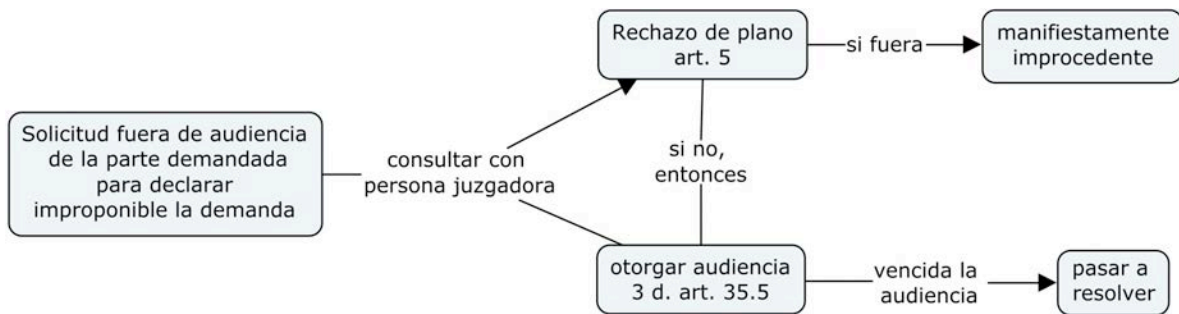 Solicitud fuera de audiencia
de la parte demandada
para declarar
improponible la demanda
consultar con
persona juzgadora
Rechazo de plano
art. 5
si fuera
manifiestamente
improcedente
si no,
entonces
otorgar audiencia
3 d. art. 35.5
vencida la
audiencia
pasar a
resolver